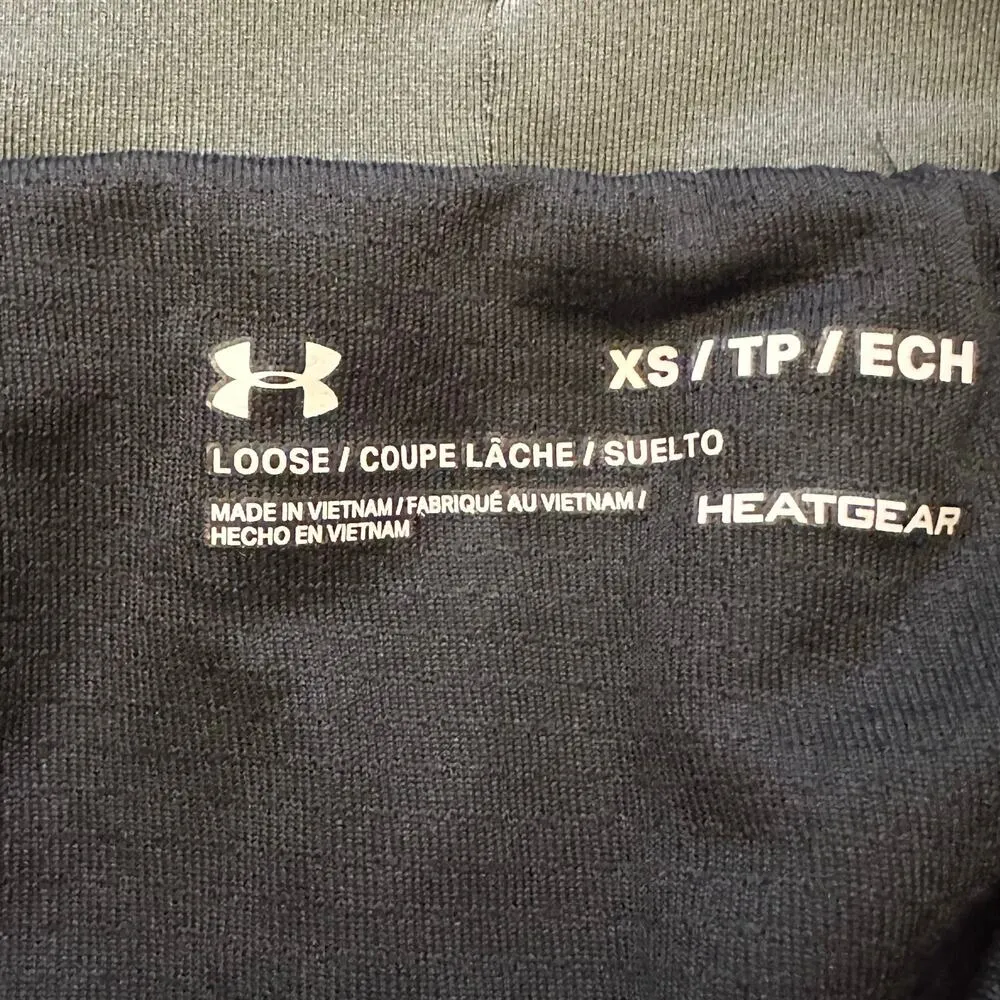 XS / TP / ECH
LOOSE / COUPE LÂCHE / SUELTO
MADE IN VIETNAM / FABRIQUÉ AU VIETNAM /
HECHO EN VIETNAM
HEATGEAR